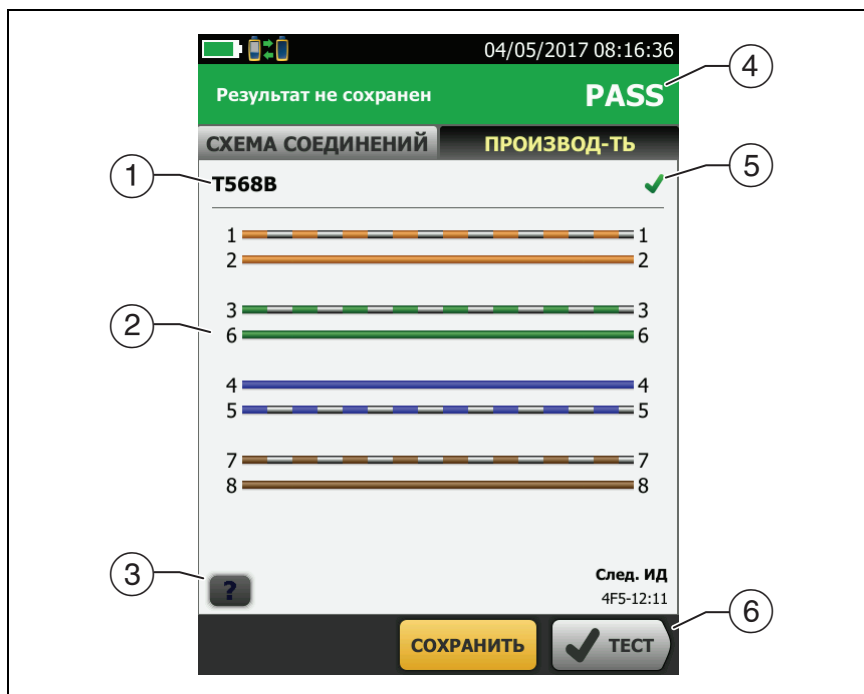 04/05/2017 08:16:36
Результат не сохранен PASS
СХЕМА СОЕДИНЕНИЙ ПРОИЗВОД-ТЬ
T568B
1 1
2 2
3 3
6 6
4 4
5 5
7 7
8 8
?
След. ИД
4F5-12:11
СОХРАНИТЬ ТЕСТ
1
2
3
4
5
6